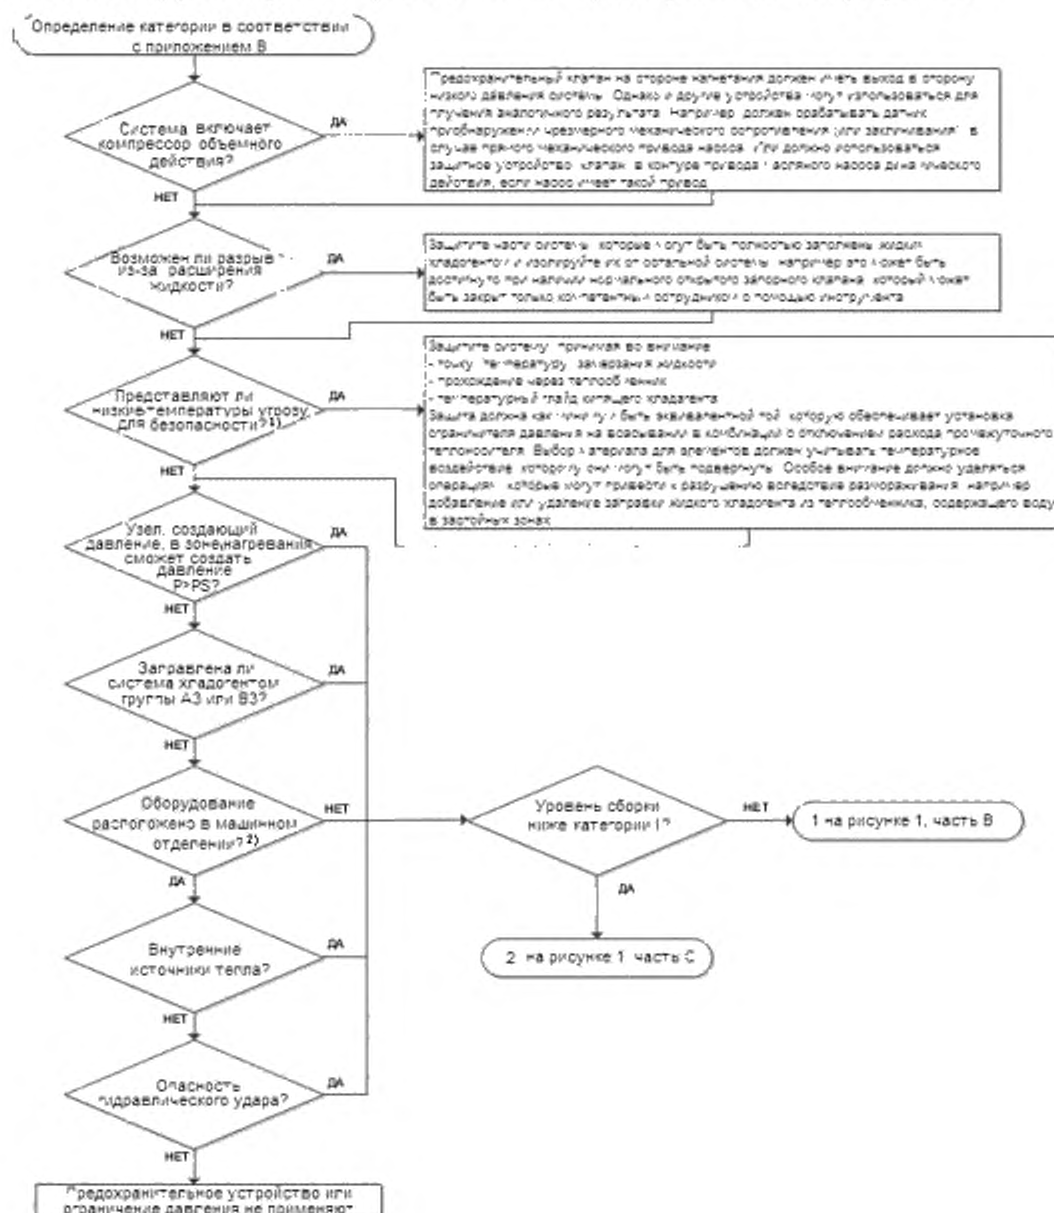 Определение категории в соответствии
с приложением В
Система включает
компрессор объемного
действия?
ДА
НЕТ
Предохранительный клапан на стороне нагнетания должен иметь выход в сторону
низкого давления системы. Однако и другие устройства могут использоваться для
получения аналогичного результата. Например, должен срабатывать датчик
при обнаружении чрезмерного механического сопротивления (или заклинивания) в
случае прямого механического привода насоса. Или должно использоваться
защитное устройство (клапан) в контуре привода масляного насоса динамического
действия, если насос имеет такой привод
Возможен ли разрыв
из-за расширения
жидкости?
ДА
НЕТ
Защитите части системы, которые могут быть полностью заполнены жидким
хладогентом и изолируйте их от остальной системы, например это может быть
достигнуто при наличии нормального открытого запорного клапана, который может
быть закрыт только компетентным сотрудником с помощью инструмента
Представляют ли
низкие температуры угрозу
для безопасности?1)
ДА
НЕТ
Защитите систему, принимая во внимание
- точку (температуру) замерзания жидкости
- прохождение через теплообменник
- температурный глайд кипящего хладагента
Защита должна как минимум быть эквивалентной той, которую обеспечивает установка
ограничителя давления на всасывании в комбинации с отключением расхода промежуточного
теплоносителя. Выбор материала для элементов должен учитывать температурное
воздействие, которому они могут быть подвергнуты. Особое внимание должно уделяться
операциям, которые могут привести к разрушению вследствие размораживания, например
добавление или удаление заправки жидкого хладогента из теплообменника, содержащего воду
в застойных зонах
Узел, создающий
давление, в зоне нагревания
сможет создать
давление
P>PS?
ДА
НЕТ
Заправлена ли
система хладогентом
группы А3 или В3?
ДА
НЕТ
Оборудование
расположено в машинном
отделении?2)
НЕТ
ДА
Уровень сборки
ниже категории I?
НЕТ
1 на рисунке 1, часть В
ДА
2 на рисунке 1 часть С
Внутренние
источники тепла?
ДА
НЕТ
Опасность
гидравлического удара?
ДА
НЕТ
Предохранительное устройство или
ограничение давления не применяют